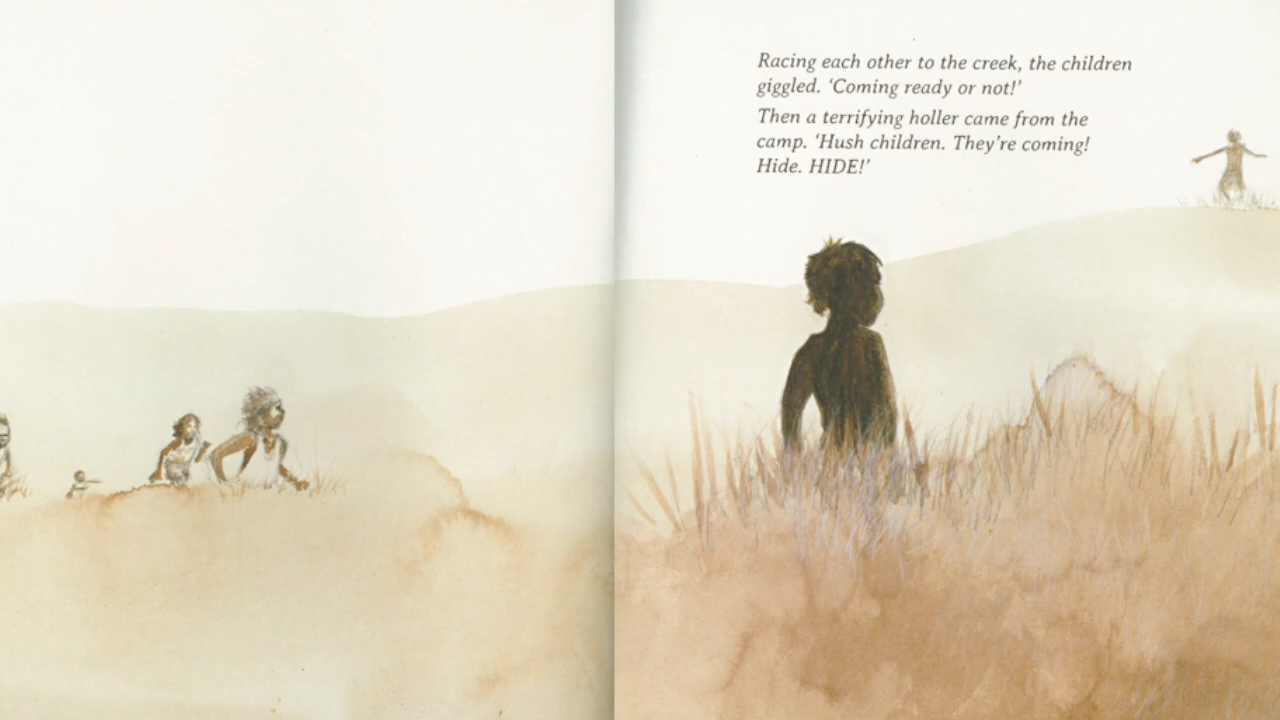 Racing each other to the creek, the children
giggled. ‘Coming ready or not!’
Then a terrifying holler came from the
camp. ‘Hush children. They’re coming!
Hide. HIDE!’